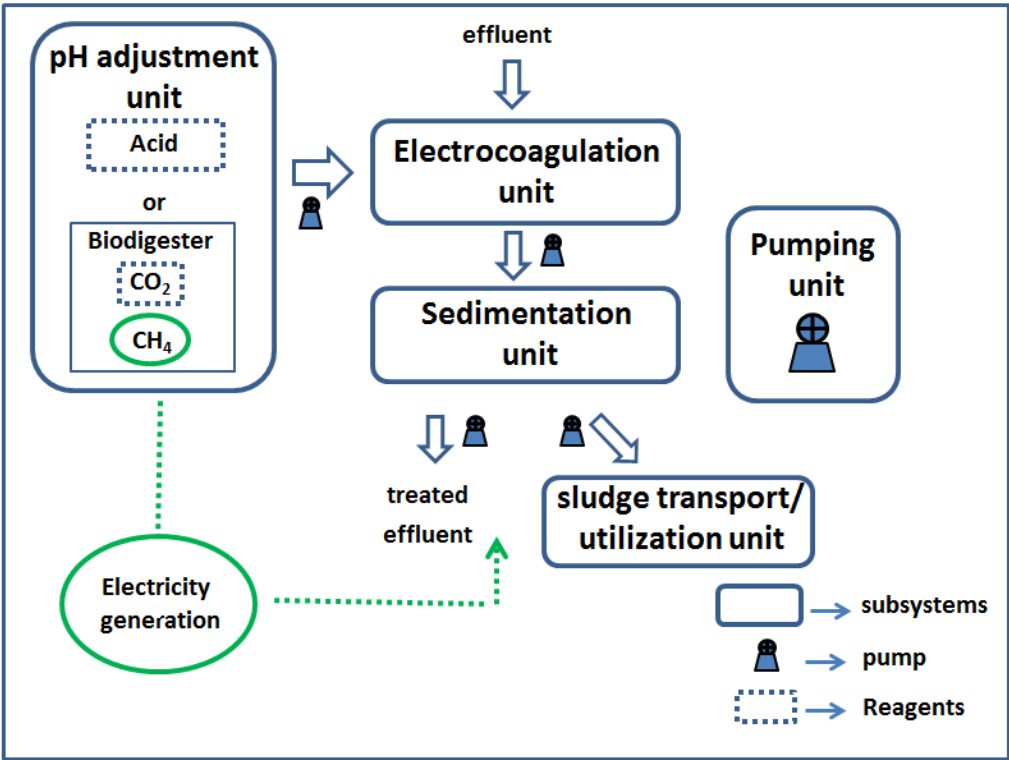 pH adjustment
unit
Acid
or
Biodigester
CO₂
CH₄
effluent
Electrocoagulation
unit
Sedimentation
unit
Pumping
unit
treated
effluent
sludge transport/
utilization unit
Electricity
generation
subsystems
pump
Reagents